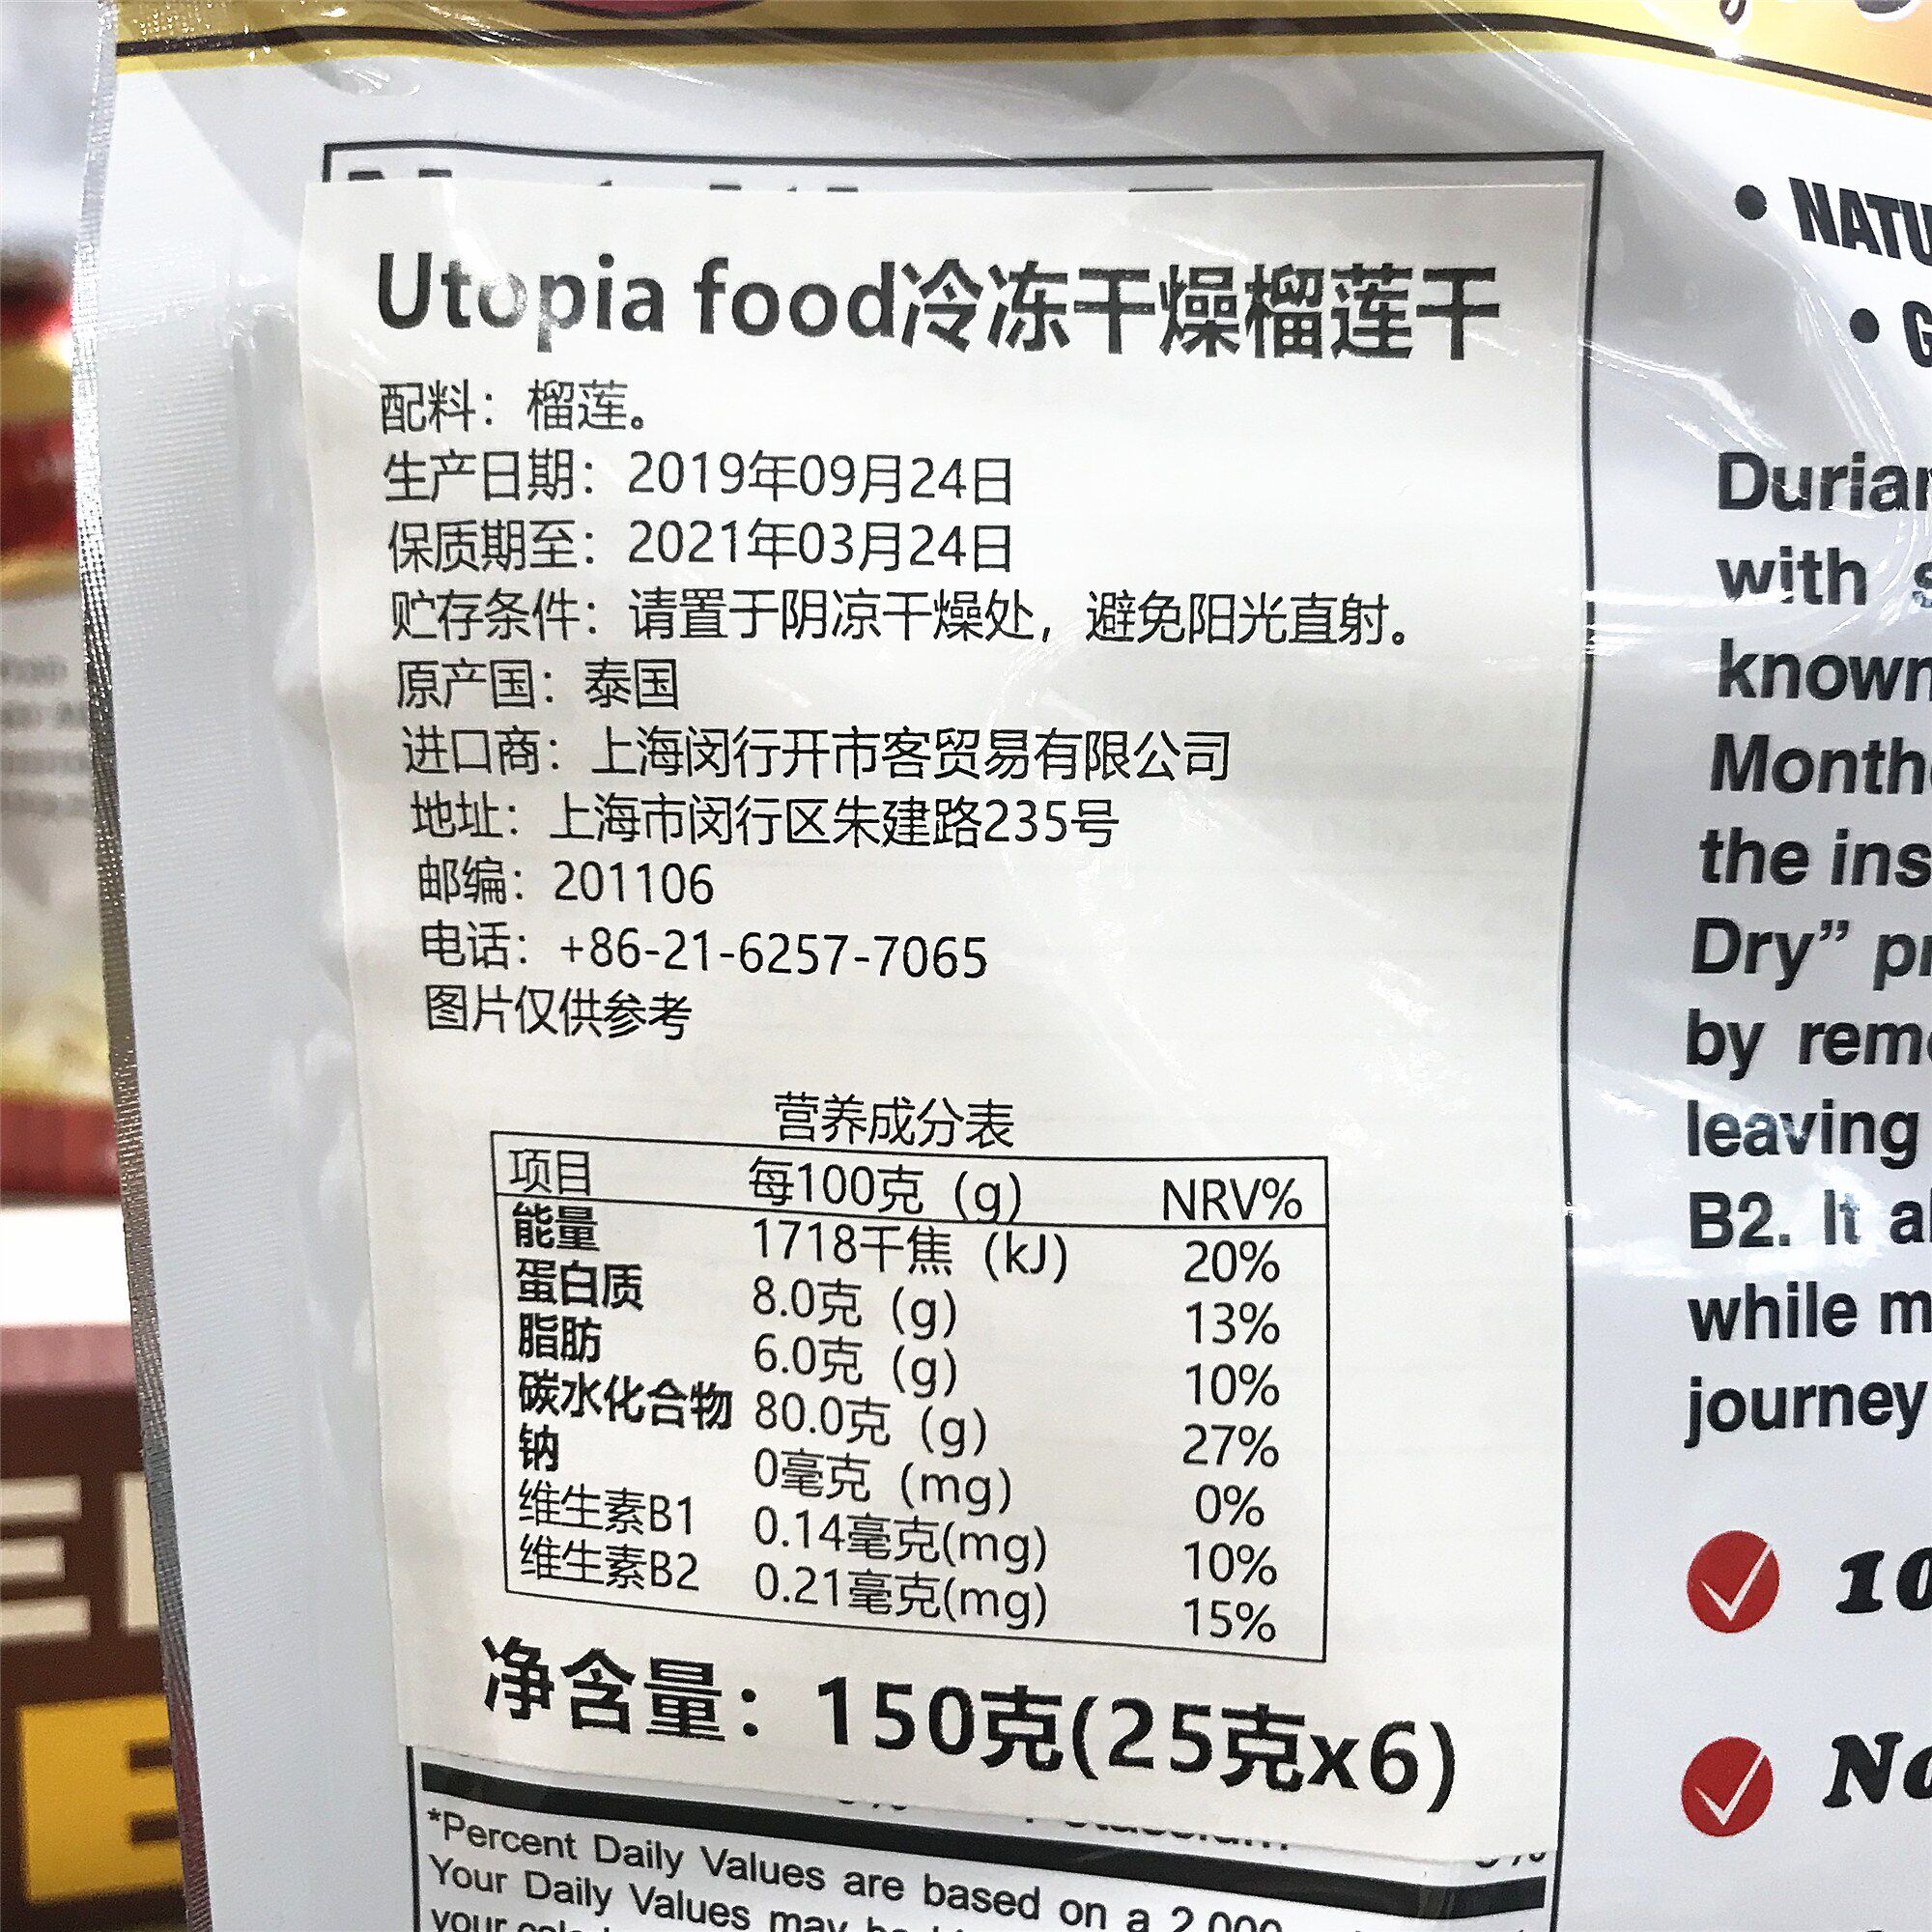 Utopia food冷冻干燥榴莲干
配料：榴莲。
生产日期：2019年09月24日
保质期至：2021年03月24日
贮存条件：请置于阴凉干燥处，避免阳光直射。
原产国：泰国
进口商：上海闵行开市客贸易有限公司
地址：上海市闵行区朱建路235号
邮编：201106
电话：+86-21-6257-7065
图片仅供参考
营养成分表
项目 每100克（g） NRV%
能量 1718千焦（kJ） 20%
蛋白质 8.0克（g） 13%
脂肪 6.0克（g） 10%
碳水化合物 80.0克（g） 27%
钠 0毫克（mg） 0%
维生素B1 0.14毫克(mg) 10%
维生素B2 0.21毫克(mg) 15%
净含量：150克(25克x6)
*Percent Daily Values are based on a 2,000
Your Daily Values may
your
• NATU
• G
Durian
with
known
Month
the ins
Dry” pr
by remo
leaving
B2. It al
while m
journey
10
No